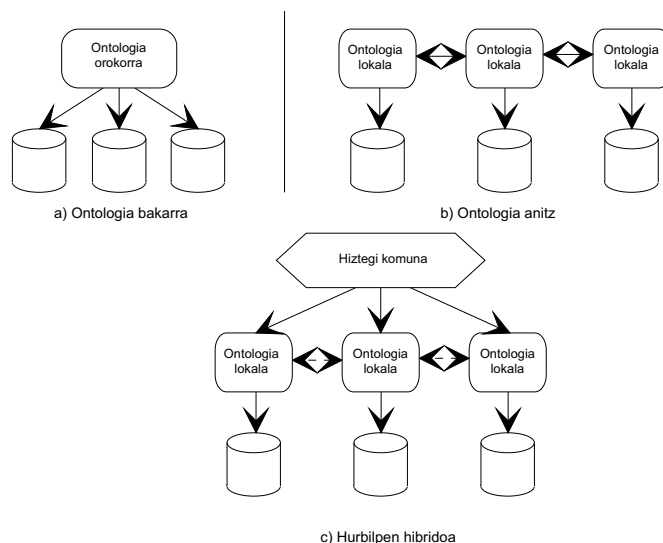 Ontologia
orokorra
a) Ontologia bakarra
Ontologia
lokala
Ontologia
lokala
Ontologia
lokala
b) Ontologia anitz
Hiztegi komuna
Ontologia
lokala
Ontologia
lokala
Ontologia
lokala
c) Hurbilpen hibridoa